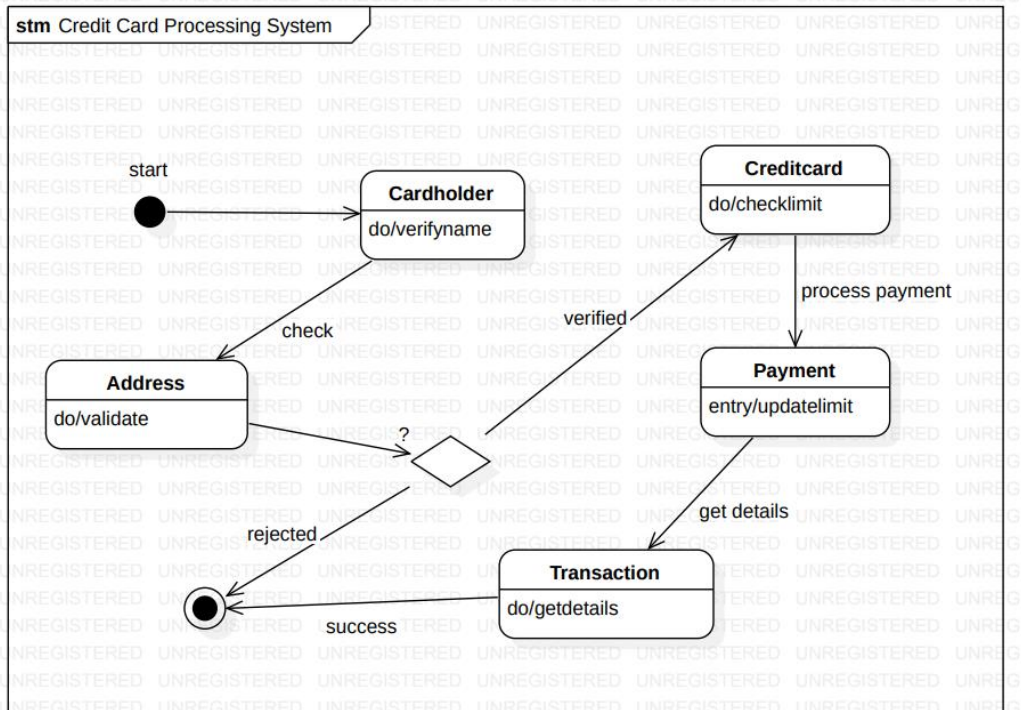 stm Credit Card Processing System
start
Cardholder
do/verifyname
Creditcard
do/checklimit
check
verified
process payment
Address
do/validate
?
Payment
entry/updatelimit
rejected
get details
Transaction
do/getdetails
success
UNREGISTERED